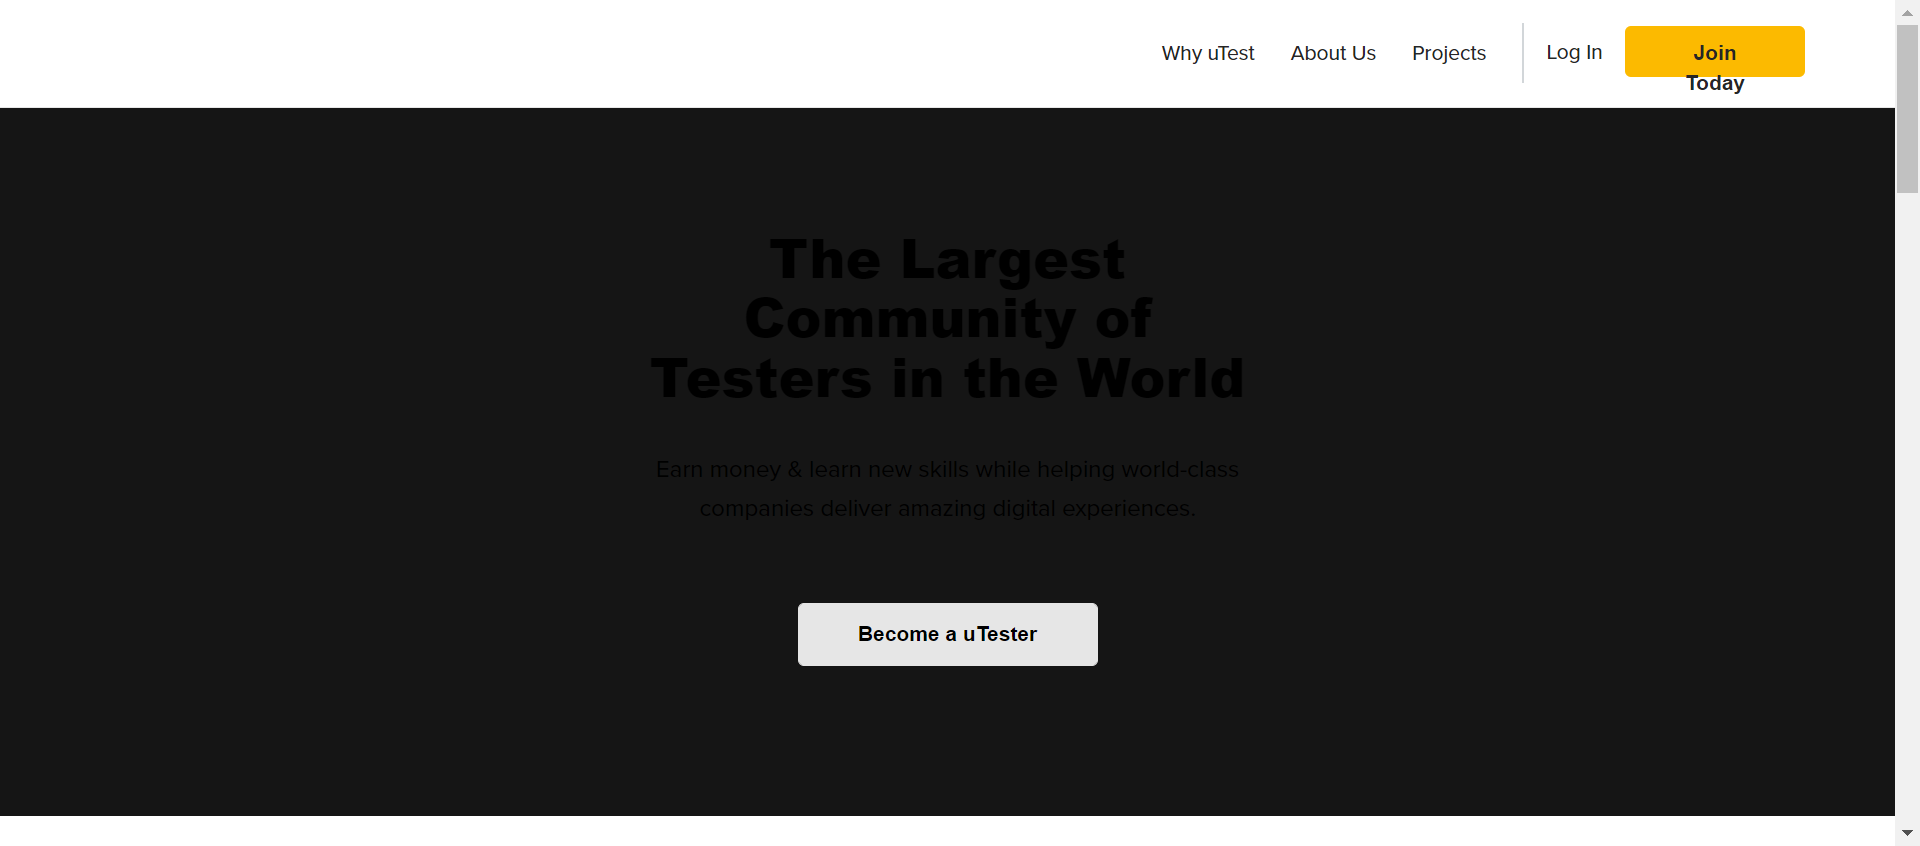 Why uTest About Us Projects Log In Join
Today
The Largest
Community of
Testers in the World
Earn money & learn new skills while helping world-class
companies deliver amazing digital experiences.
Become a uTester